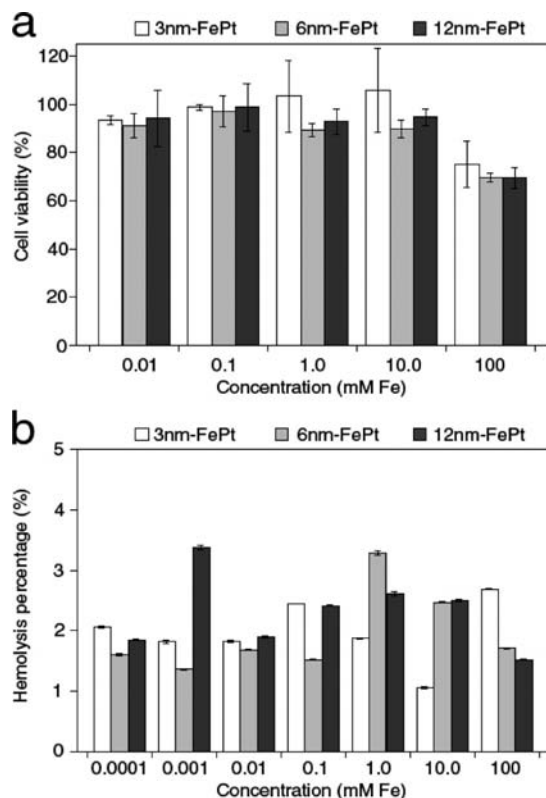 a
3nm-FePt 6nm-FePt 12nm-FePt
120
100
80
60
40
20
0
Cell viability (%)
0.01 0.1 1.0 10.0 100
Concentration (mM Fe)
b
3nm-FePt 6nm-FePt 12nm-FePt
5
4
3
2
1
0
Hemolysis percentage (%)
0.0001 0.001 0.01 0.1 1.0 10.0 100
Concentration (mM Fe)